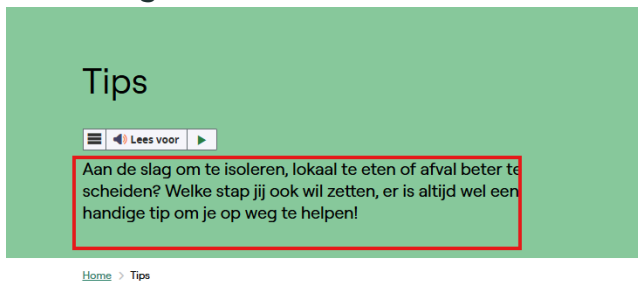 Tips
Lees voor
Aan de slag om te isoleren, lokaal te eten of afval beter te
scheiden? Welke stap jij ook wil zetten, er is altijd wel een
handige tip om je op weg te helpen!
Home > Tips